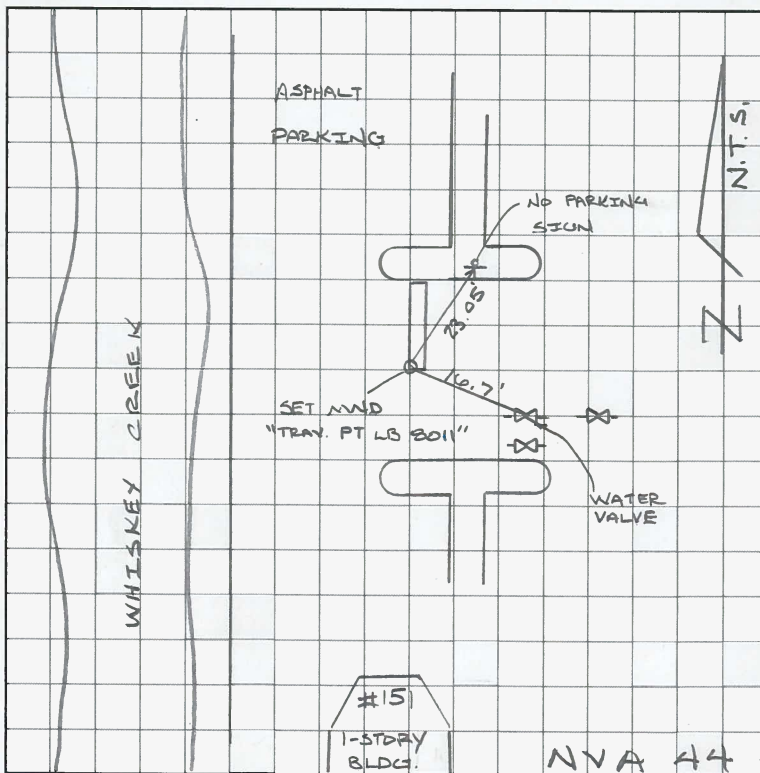 ASPHALT
PARKING
N.T.S.
NO PARKING
SIGN
23.05'
WHISKEY CREEK
16.7'
SET MND
"TRAV. PT LB 8011"
WATER
VALVE
N
#151
1-STORY
BLDG.
NVA 44